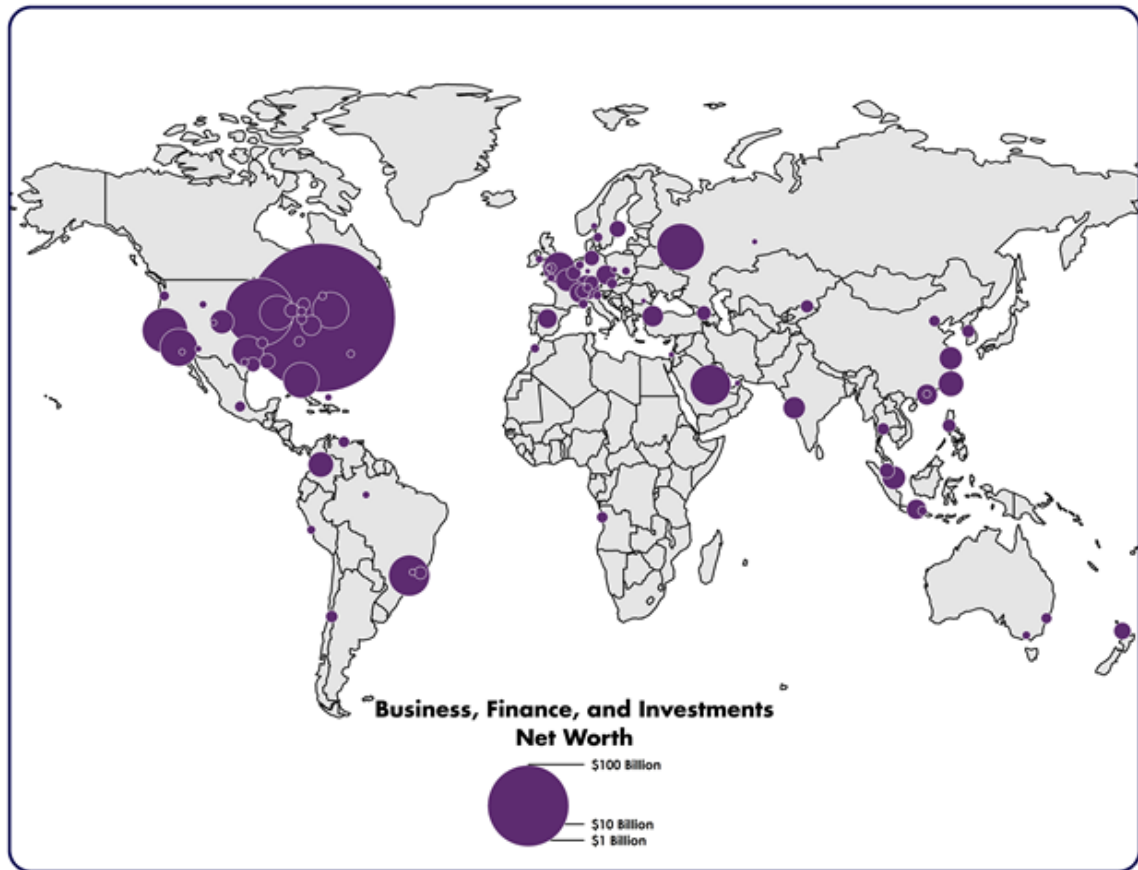 Business, Finance, and Investments
Net Worth
$100 Billion
$10 Billion
$1 Billion